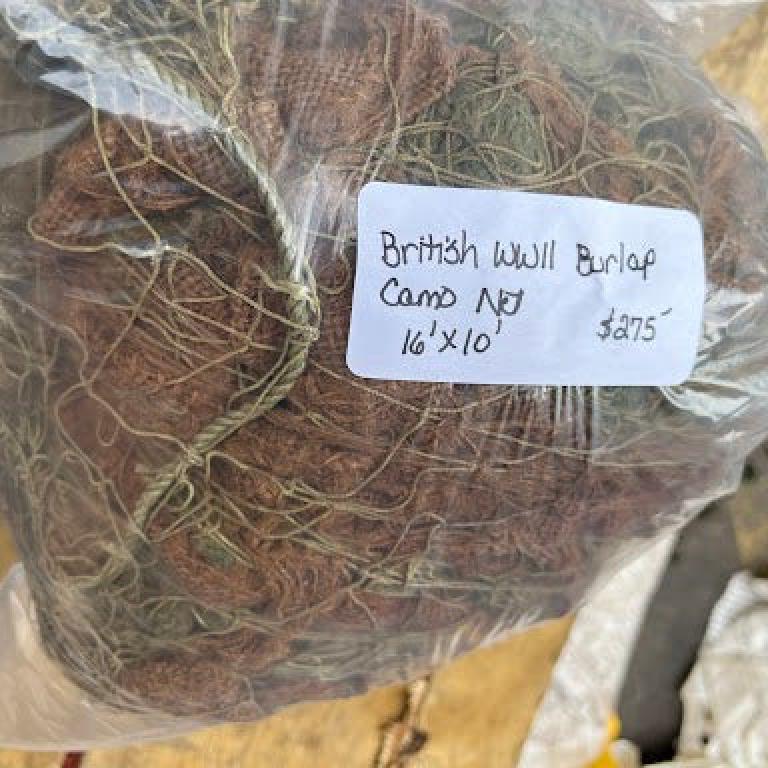 British WWII Burlap
Camo Net
16'X10' $275